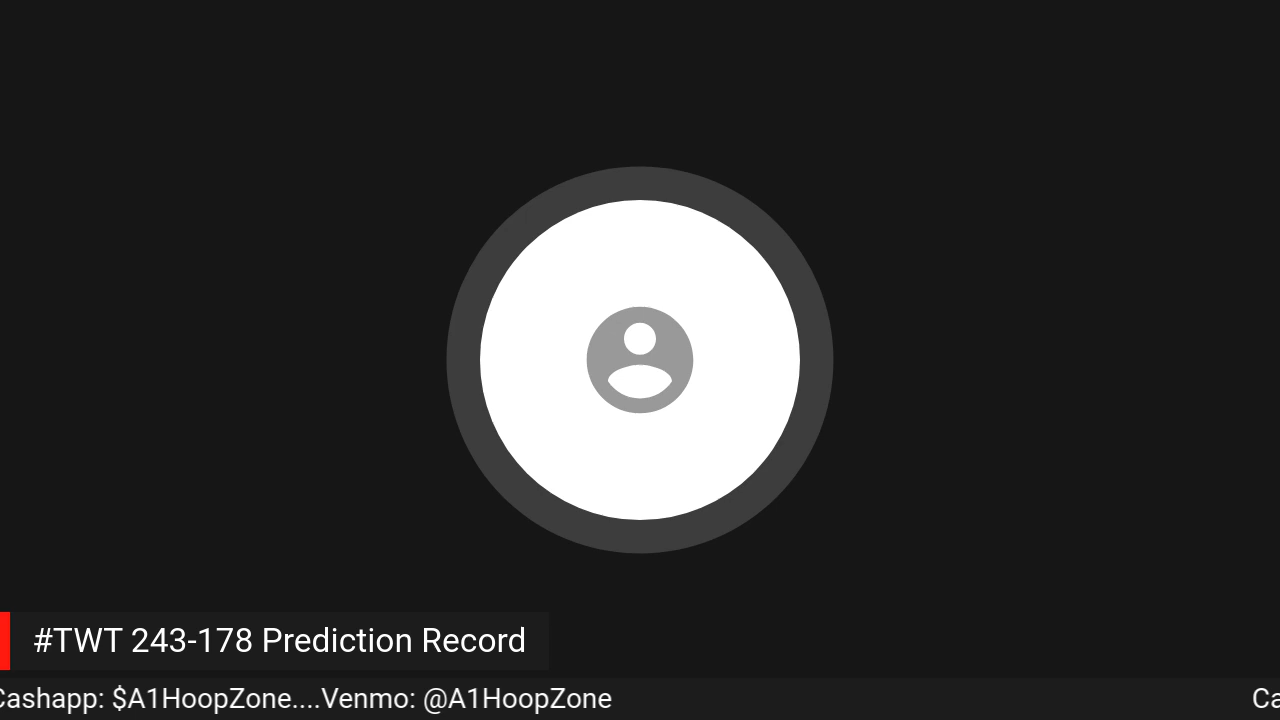 #TWT 243-178 Prediction Record
Cashapp: $A1HoopZone....Venmo: @A1HoopZone